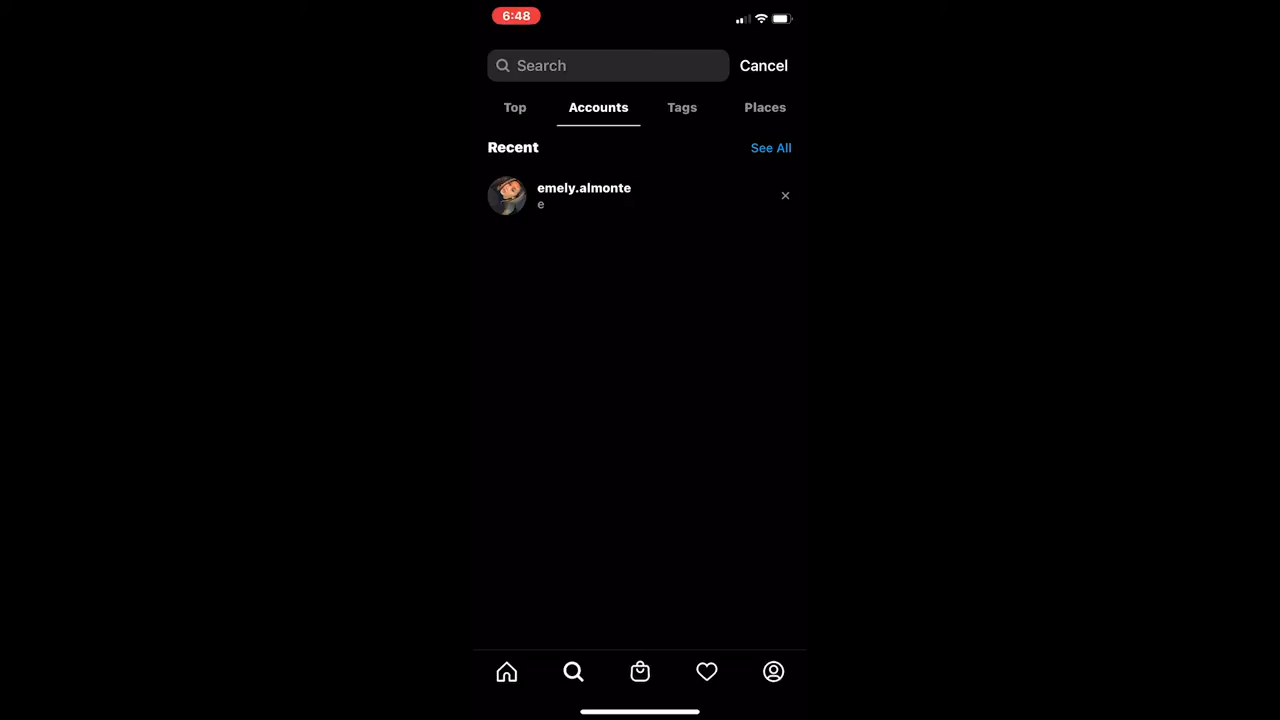 6:48
Search
Cancel
Top Accounts Tags Places
Recent See All
emely.almonte
e